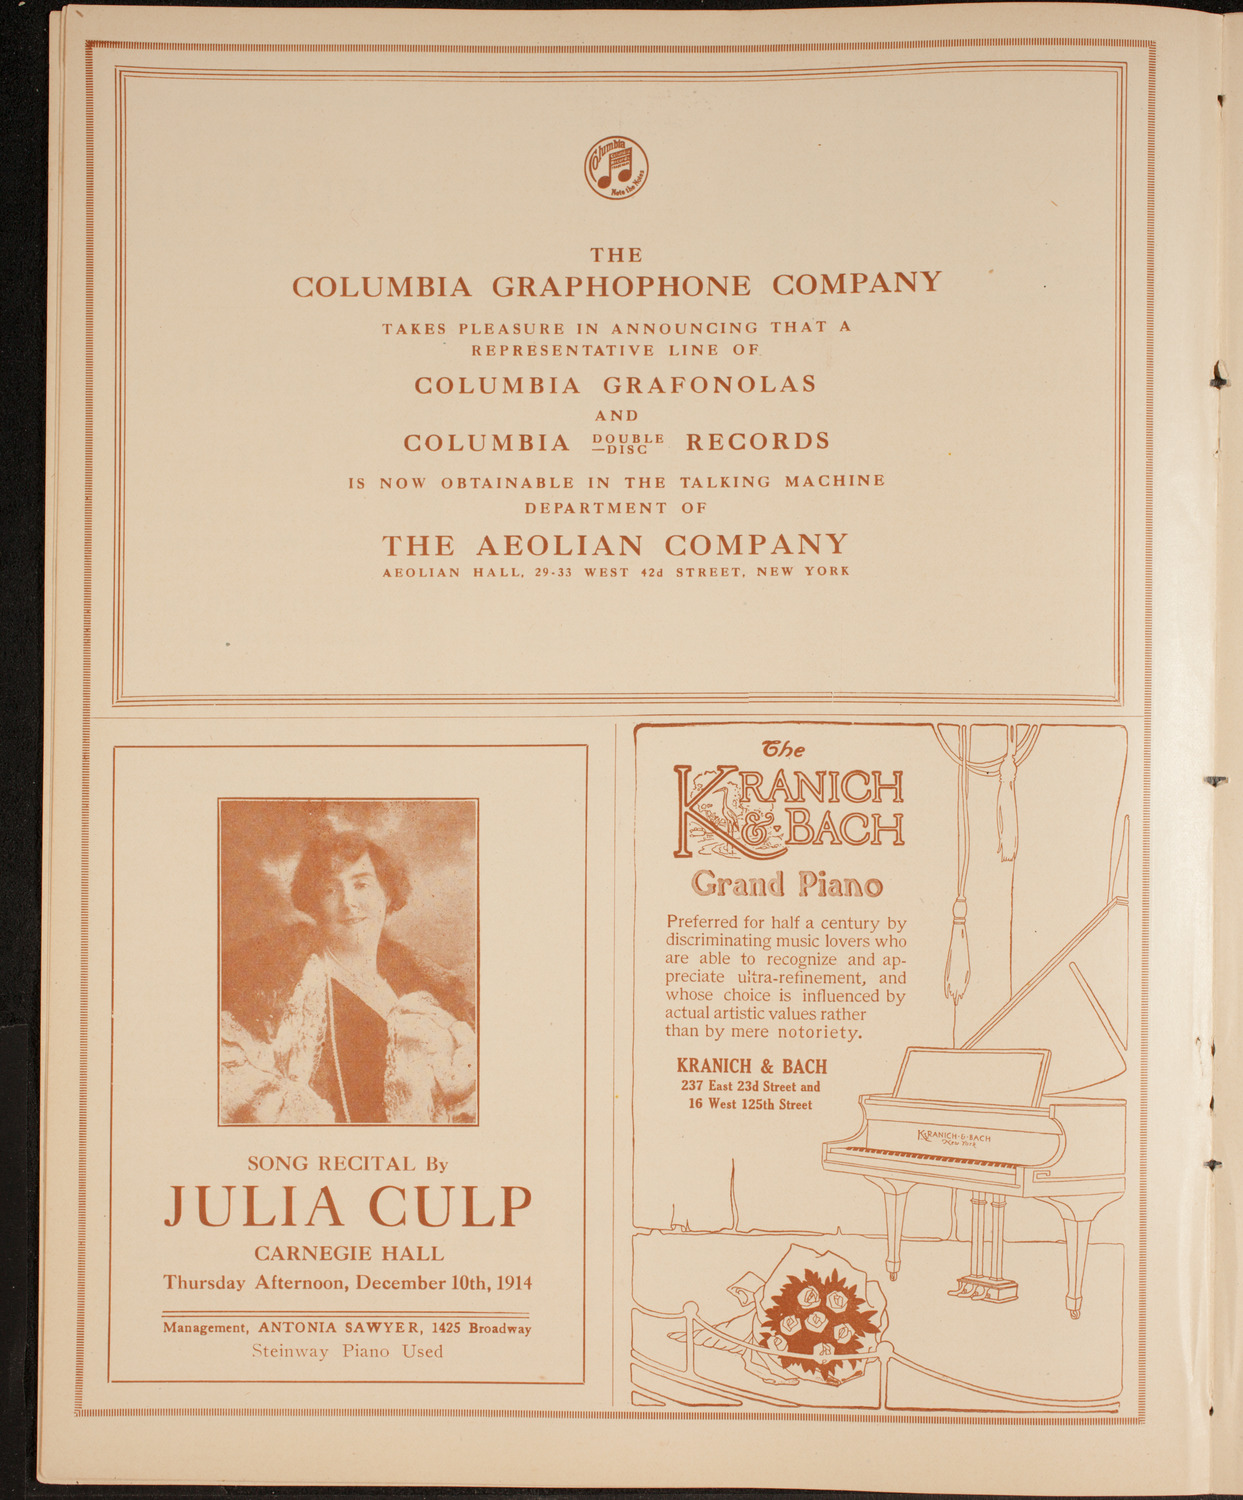 Columbia
Note the Notes
THE
COLUMBIA GRAPHOPHONE COMPANY
TAKES PLEASURE IN ANNOUNCING THAT A
REPRESENTATIVE LINE OF
COLUMBIA GRAFONOLAS
AND
COLUMBIA DOUBLE-DISC RECORDS
IS NOW OBTAINABLE IN THE TALKING MACHINE
DEPARTMENT OF
THE AEOLIAN COMPANY
AEOLIAN HALL, 29-33 WEST 42d STREET, NEW YORK
SONG RECITAL By
JULIA CULP
CARNEGIE HALL
Thursday Afternoon, December 10th, 1914
Management, ANTONIA SAWYER, 1425 Broadway
Steinway Piano Used
The
KRANICH
& BACH
Grand Piano
Preferred for half a century by
discriminating music lovers who
are able to recognize and ap-
preciate ultra-refinement, and
whose choice is influenced by
actual artistic values rather
than by mere notoriety.
KRANICH & BACH
237 East 23d Street and
16 West 125th Street
KRANICH-&-BACH
New York